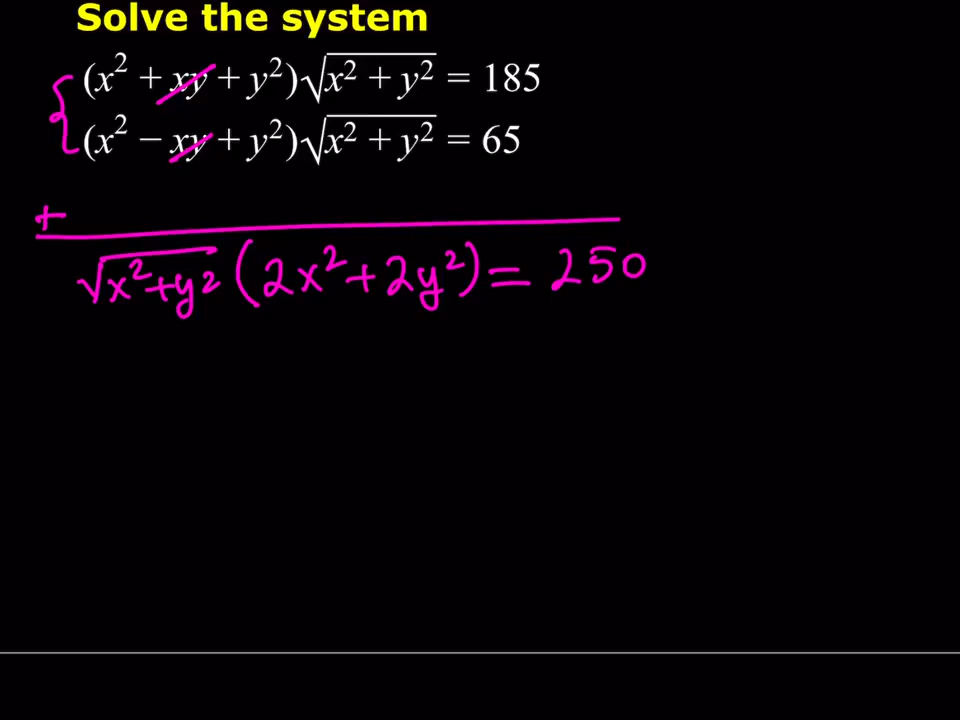 Solve the system
(x² + xy + y²)√(x² + y²) = 185
(x² − xy + y²)√(x² + y²) = 65
+
√(x²+y²) (2x²+2y²) = 250